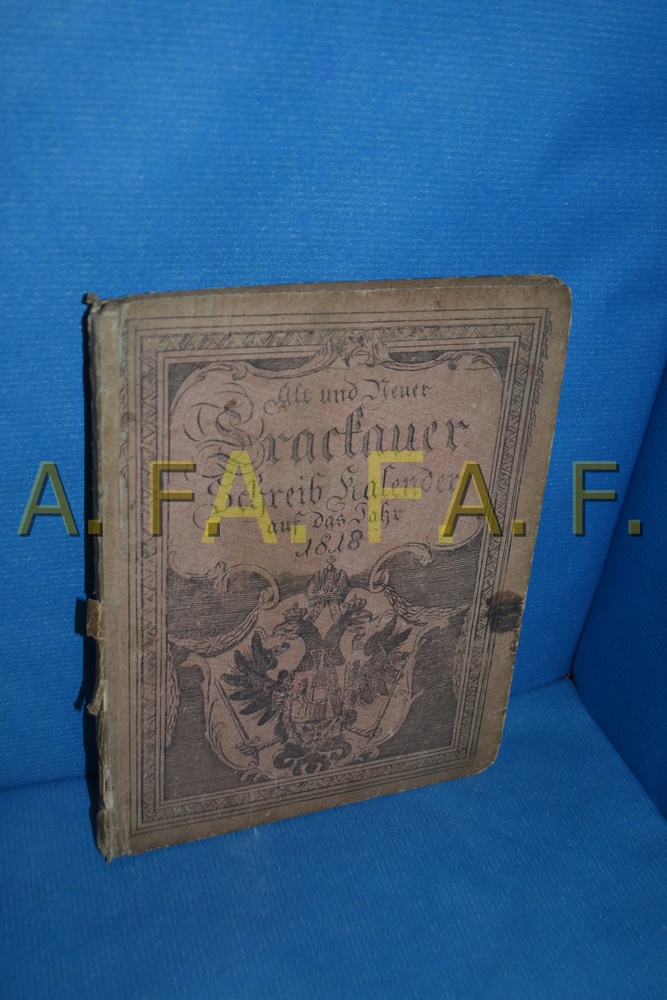 Alt und Neuer
Crackauer
Schreib Kalender
auf das Jahr
1818
A. F.A. F A. F.